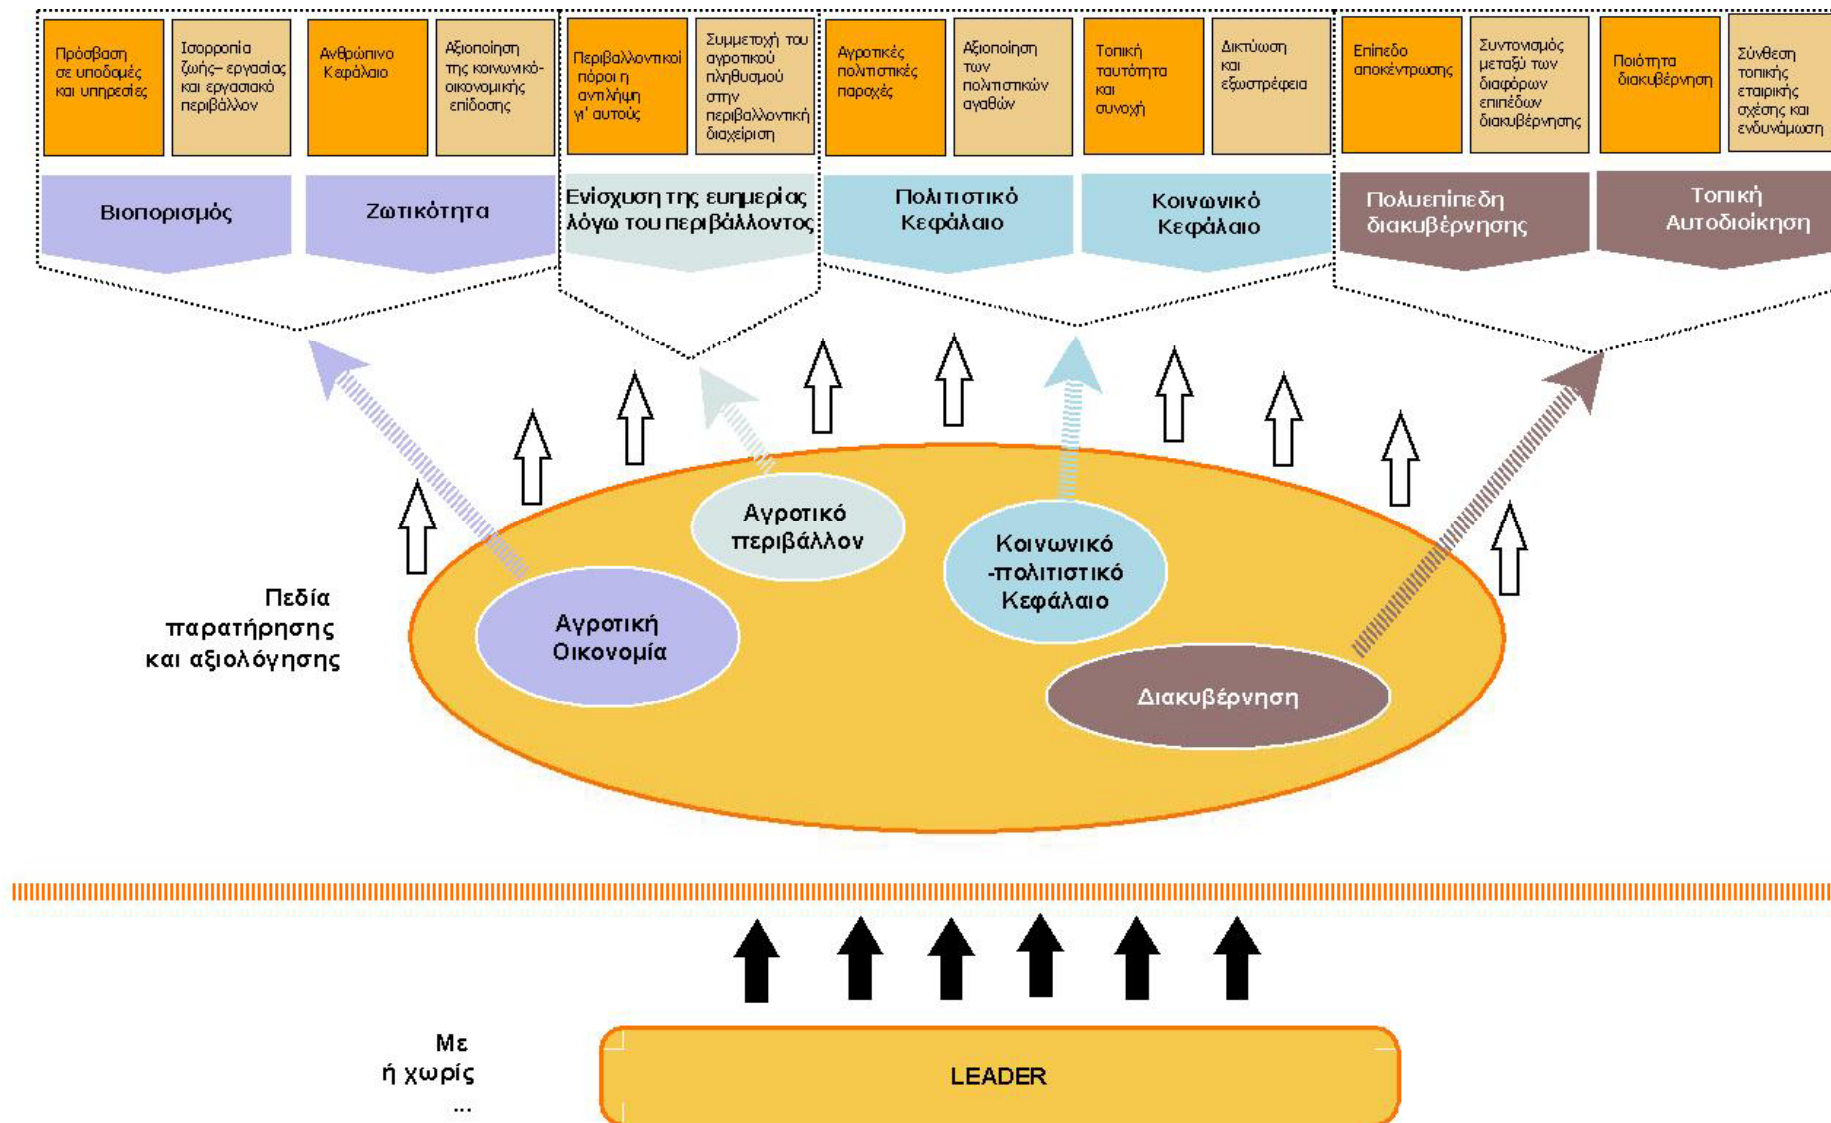 Πρόσβαση
σε υποδομές
και υπηρεσίες
Ισορροπία
ζωής– εργασίας
και εργασιακό
περιβάλλον
Ανθρώπινο
Κεφάλαιο
Αξιοποίηση
της κοινωνικό-
οικονομικής
επίδοσης
Περιβαλλοντικοί
πόροι η
αντιλήψη
γι' αυτούς
Συμμετοχή του
αγροτικού
πληθυσμού
στην
περιβαλλοντική
διαχείριση
Αγροτικές
πολιτιστικές
παροχές
Αξιοποίηση
των
πολιτιστικών
αγαθών
Τοπική
ταυτότητα
και
συνοχή
Δικτύωση
και
εξωστρέφεια
Επίπεδο
αποκέντρωσης
Συντονισμός
μεταξύ των
διαφόρων
επιπέδων
διακυβέρνησης
Ποιότητα
διακυβέρνηση
Σύνθεση
τοπικής
εταιρικής
σχέσης και
ενδυνάμωση
Βιοπορισμός
Ζωτικότητα
Ενίσχυση της ευημερίας
λόγω του περιβάλλοντος
Πολιτιστικό
Κεφάλαιο
Κοινωνικό
Κεφάλαιο
Πολυεπίπεδη
διακυβέρνησης
Τοπική
Αυτοδιοίκηση
Αγροτικό
περιβάλλον
Κοινωνικό
-πολιτιστικό
Κεφάλαιο
Πεδία
παρατήρησης
και αξιολόγησης
Αγροτική
Οικονομία
Διακυβέρνηση
Με
ή χωρίς
...
LEADER